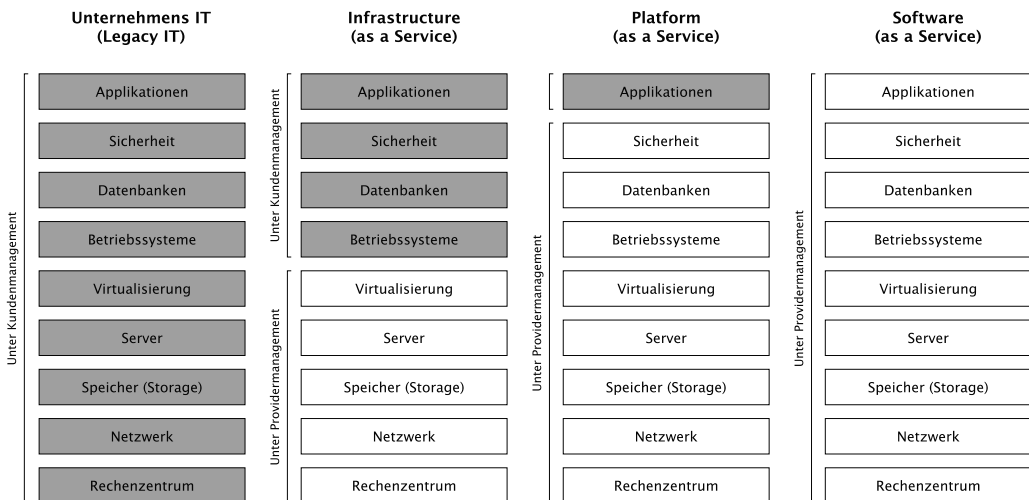 Unternehmens IT
(Legacy IT)
Unter Kundenmanagement
Applikationen
Sicherheit
Datenbanken
Betriebssysteme
Virtualisierung
Server
Speicher (Storage)
Netzwerk
Rechenzentrum
Infrastructure
(as a Service)
Unter Kundenmanagement
Unter Providermanagement
Applikationen
Sicherheit
Datenbanken
Betriebssysteme
Virtualisierung
Server
Speicher (Storage)
Netzwerk
Rechenzentrum
Platform
(as a Service)
Unter Providermanagement
Applikationen
Sicherheit
Datenbanken
Betriebssysteme
Virtualisierung
Server
Speicher (Storage)
Netzwerk
Rechenzentrum
Software
(as a Service)
Unter Providermanagement
Applikationen
Sicherheit
Datenbanken
Betriebssysteme
Virtualisierung
Server
Speicher (Storage)
Netzwerk
Rechenzentrum